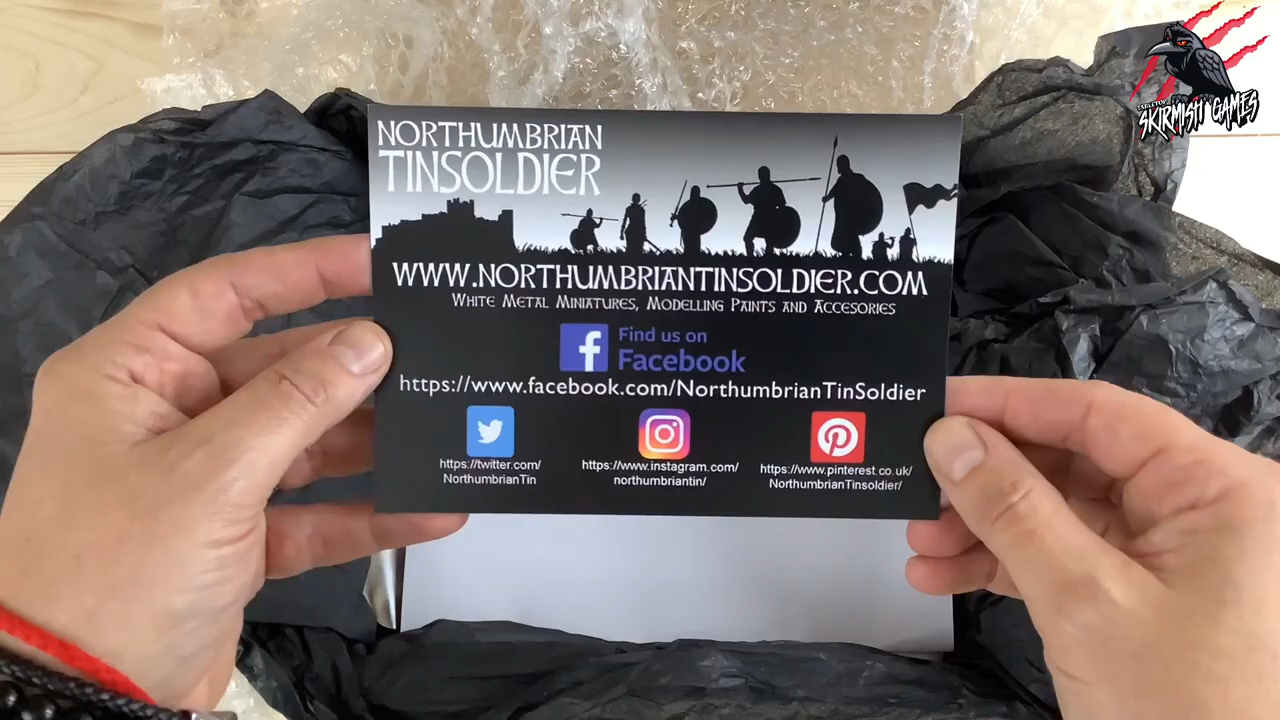 TABLETOP
SKIRMISH GAMES
NORTHUMBRIAN
TINSOLDIER
WWW.NORTHUMBRIANTINSOLDIER.COM
WHITE METAL MINIATURES, MODELLING PAINTS AND ACCESORIES
f Find us on
Facebook
https://www.facebook.com/NorthumbrianTinSoldier
https://twitter.com/
NorthumbrianTin
https://www.instagram.com/
northumbriantin/
https://www.pinterest.co.uk/
NorthumbrianTinsoldier/